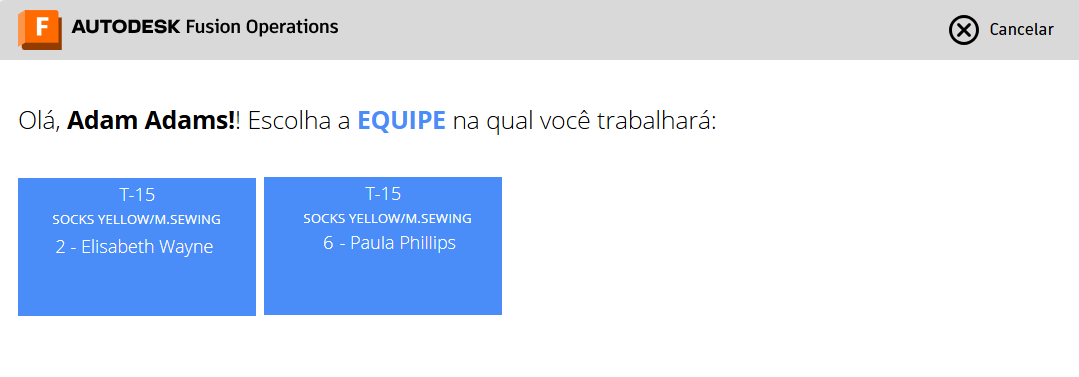 F AUTODESK Fusion Operations
Cancelar
Olá, Adam Adams!! Escolha a EQUIPE na qual você trabalhará:
T-15
SOCKS YELLOW/M.SEWING
2 - Elisabeth Wayne
T-15
SOCKS YELLOW/M.SEWING
6 - Paula Phillips